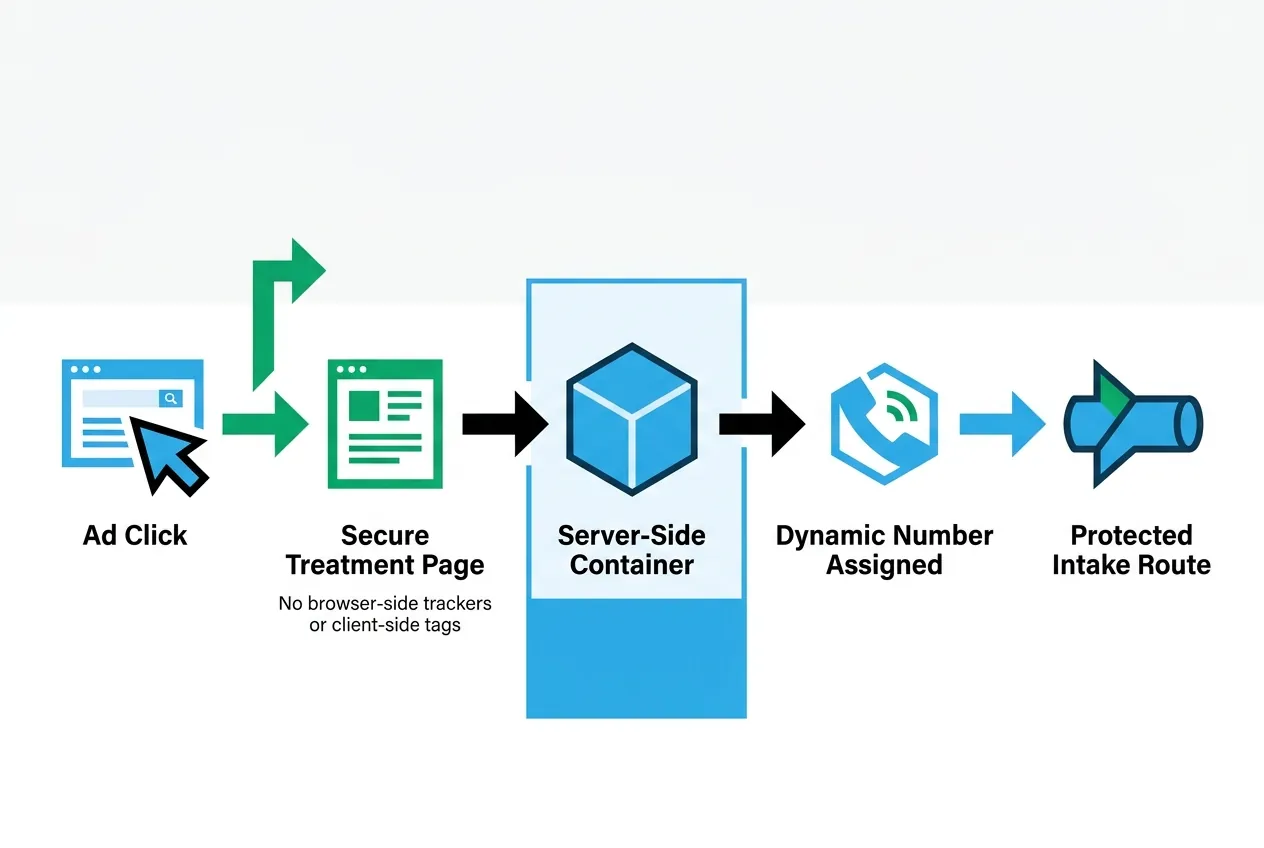 Ad Click
Secure
Treatment Page
No browser-side trackers
or client-side tags
Server-Side
Container
Dynamic Number
Assigned
Protected
Intake Route